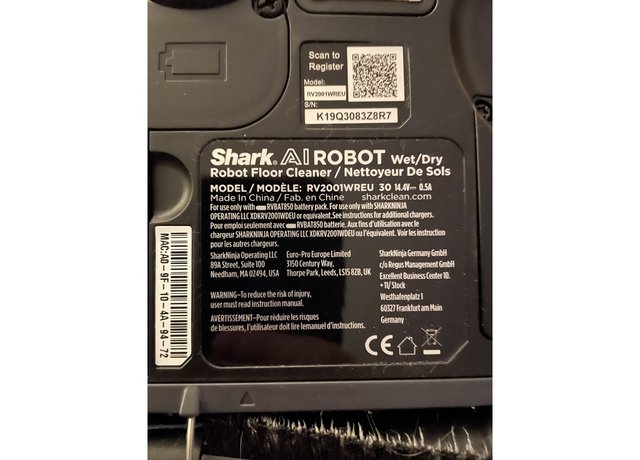 Scan to
Register
Model:
RV2001WREU
S/N:
K19Q3083Z8R7
Shark. AI ROBOT Wet/Dry
Robot Floor Cleaner / Nettoyeur De Sols
MODEL / MODÈLE: RV2001WREU 30 14.4V 0.5A
Made in China / Fab. en Chine sharkclean.com
For use only with RVBAT850 battery pack. For use only with SHARKNINJA
OPERATING LLC XDKRV2001WDEU or equivalent. See instructions for additional chargers.
Pour emploi seulement avec RVBAT850 batterie. Aux fins d'utilisation avec le
chargeur SHARKNINJA OPERATING LLC XDKRV2001WDEU ou l'équivalent. Voir les instruction
pour les autres chargeurs.
SharkNinja Operating LLC
89A Street, Suite 100
Needham, MA 02494, USA
Euro-Pro Europe Limited
3150 Century Way,
Thorpe Park, Leeds, LS15 8ZB, UK
SharkNinja Germany GmbH
c/o Regus Management GmbH
Excellent Business Center 10.
+ 11/ Stock
Westhafenplatz 1
60327 Frankfurt am Main
Germany
WARNING-To reduce the risk of injury,
user must read instruction manual.
AVERTISSEMENT-Pour réduire les risques
de blessures, l'utilisateur doit lire lemanuel d'instructions.
CE
MAC:A0-9F-10-4A-94-72